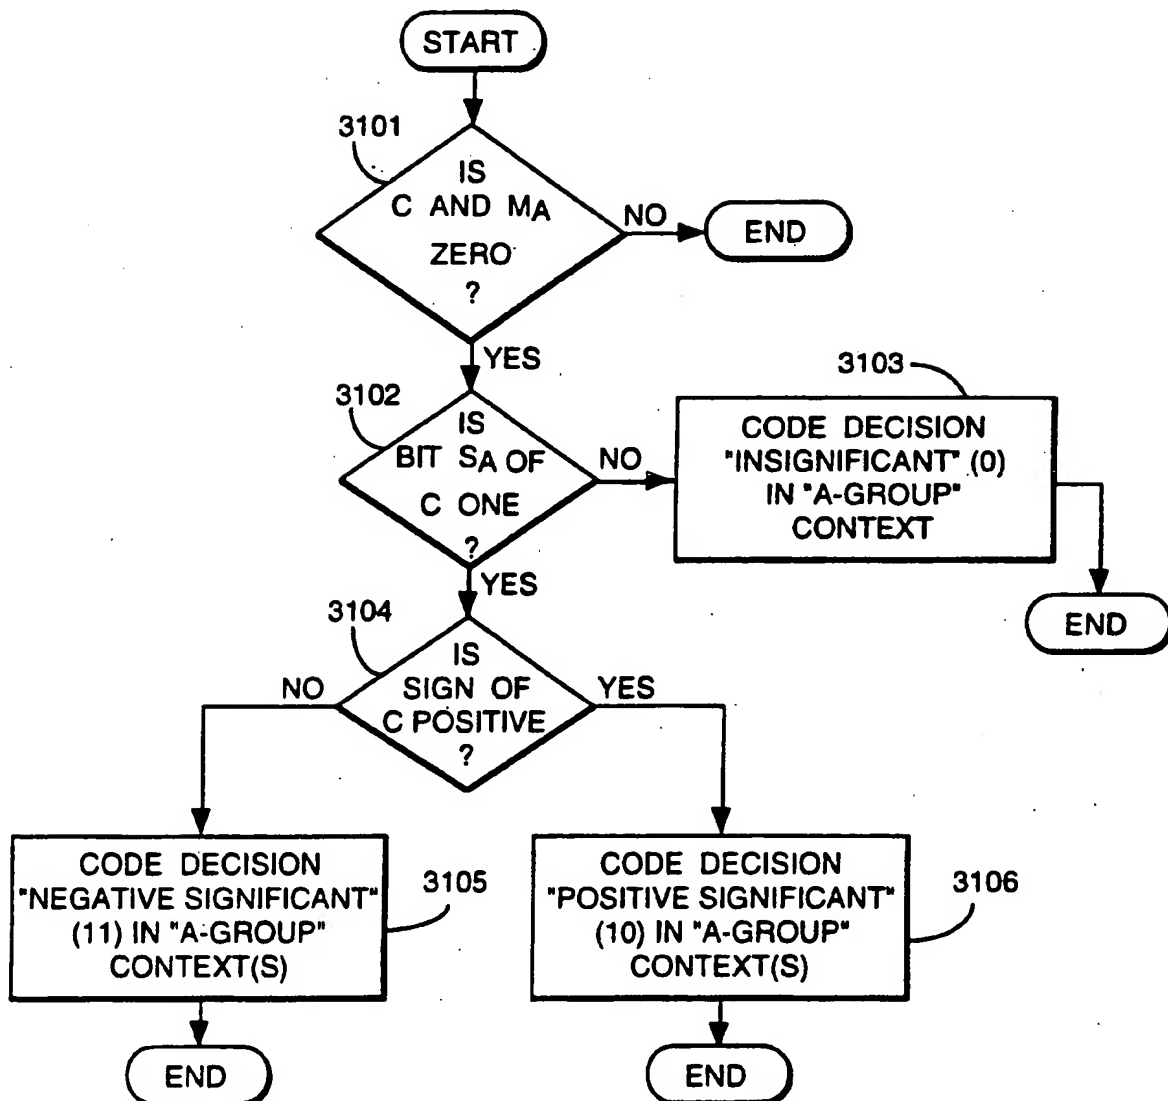 START
3101
IS
C AND MA
ZERO
?
NO
END
YES
3102
IS
BIT SA OF
C ONE
?
NO
3103
CODE DECISION
"INSIGNIFICANT" (0)
IN "A-GROUP"
CONTEXT
END
YES
3104
IS
SIGN OF
C POSITIVE
?
NO
YES
CODE DECISION
"NEGATIVE SIGNIFICANT"
(11) IN "A-GROUP"
CONTEXT(S)
3105
END
CODE DECISION
"POSITIVE SIGNIFICANT"
(10) IN "A-GROUP"
CONTEXT(S)
3106
END